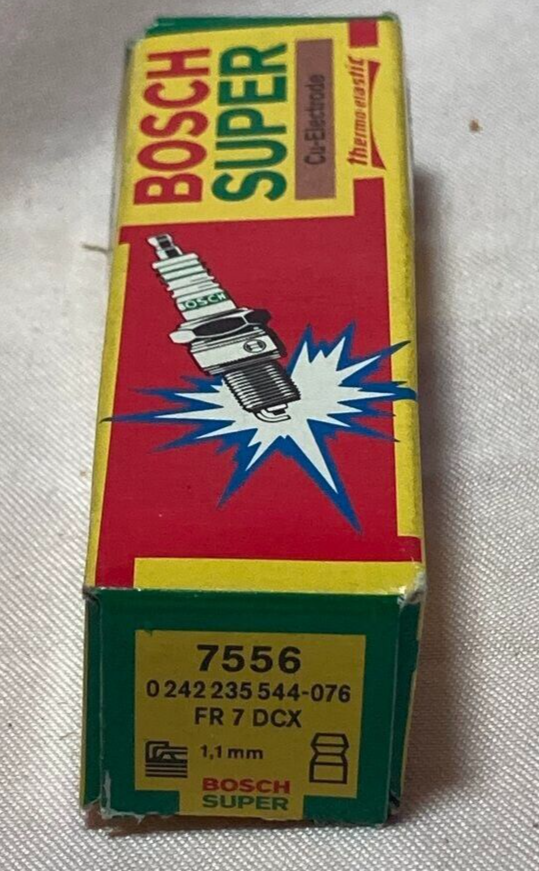 BOSCH
SUPER
Cu-Electrode
thermo-elastic
BOSCH
7556
0 242 235 544-076
FR 7 DCX
1,1 mm
BOSCH
SUPER